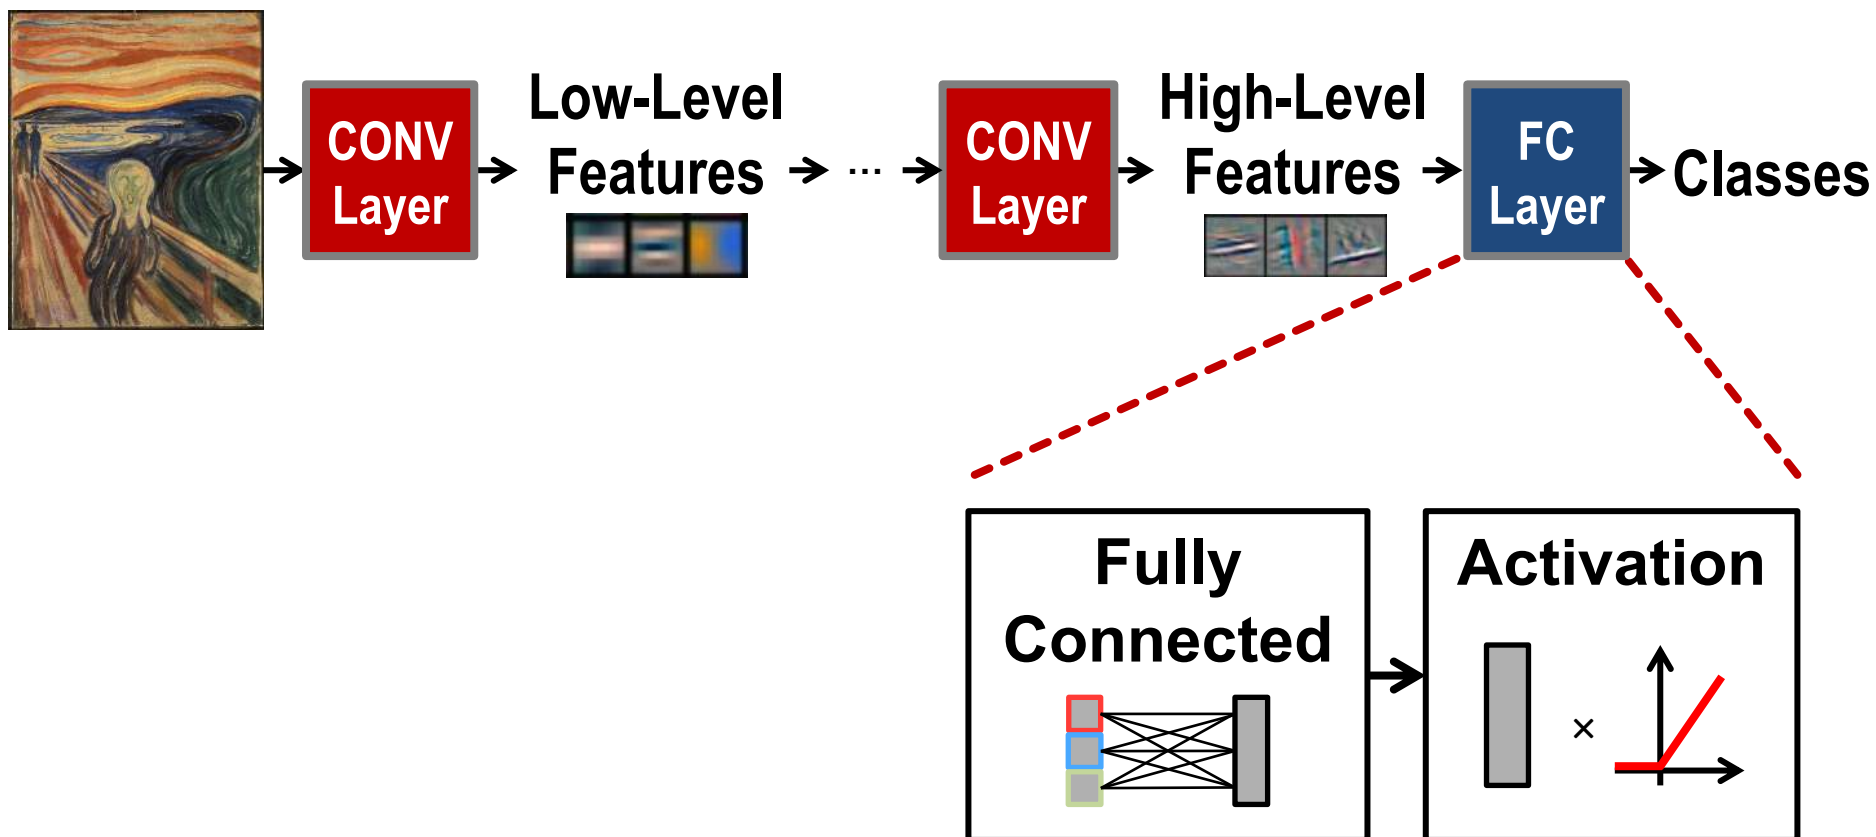 CONV
Layer
Low-Level
Features
...
CONV
Layer
High-Level
Features
FC
Layer
Classes
Fully
Connected
Activation
×